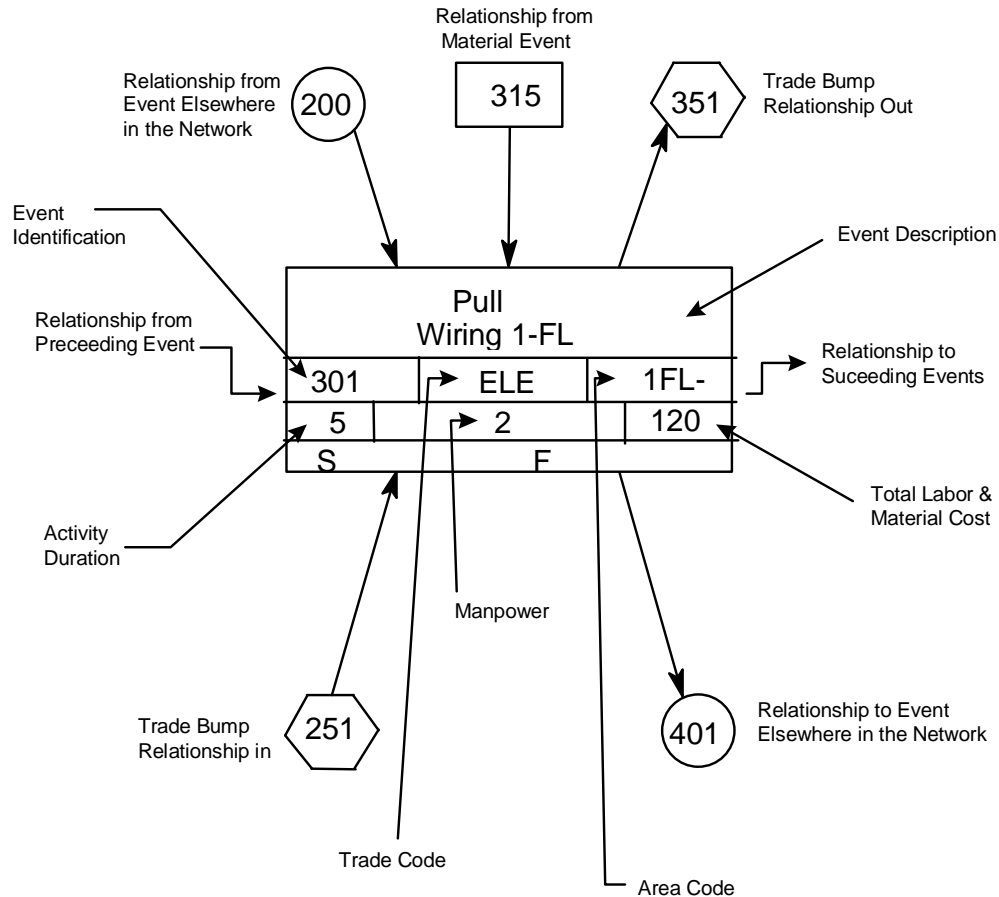 Relationship from
Material Event
Relationship from
Event Elsewhere
in the Network
200
315
351
Trade Bump
Relationship Out
Event
Identification
Event Description
Pull
Wiring 1-FL
Relationship from
Preceeding Event
Relationship to
Suceeding Events
301
ELE
1FL-
5
2
120
S
F
Total Labor &
Material Cost
Activity
Duration
Manpower
Trade Bump
Relationship in
251
401
Relationship to Event
Elsewhere in the Network
Trade Code
Area Code